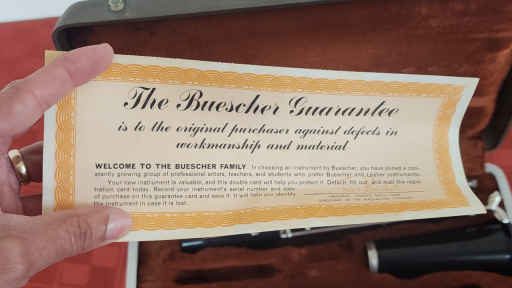 The Buescher Guarantee
is to the original purchaser against defects in
workmanship and material
WELCOME TO THE BUESCHER FAMILY In choosing an instrument by Buescher, you have joined a con-
stantly growing group of professional artists, teachers, and students who prefer Buescher and Lesher instruments.
Your new instrument is valuable, and this double card will help you protect it. Detach, fill out, and mail the regis-
tration card today. Record your instrument's serial number and date
of purchase on this guarantee card and save it. It will help you identify
the instrument in case it is lost.